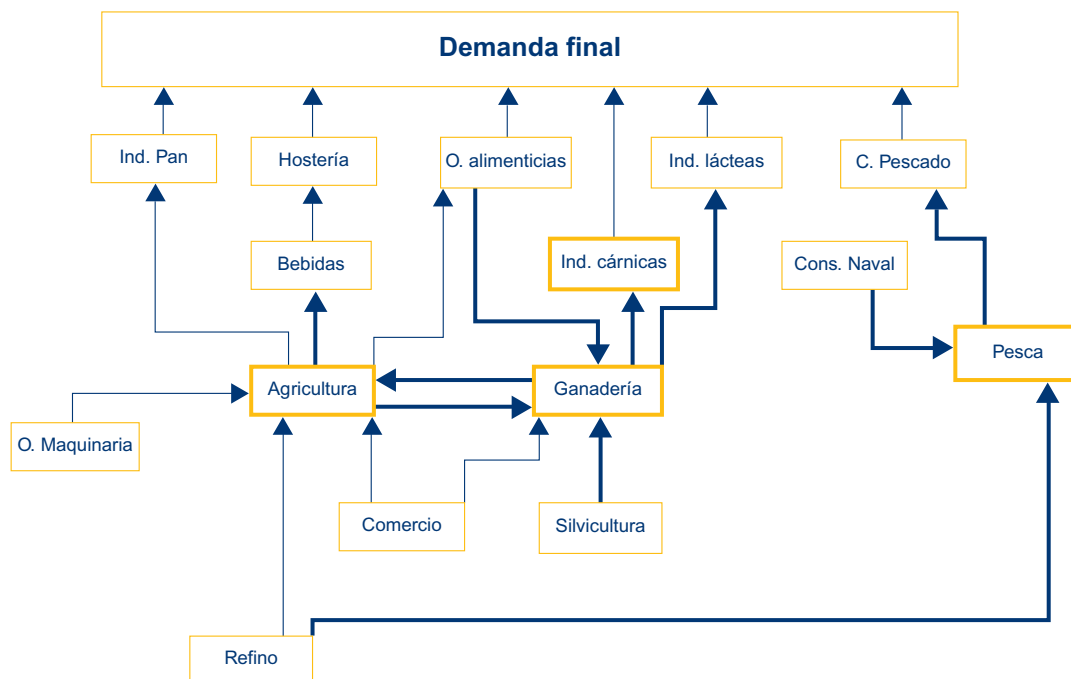 Demanda final
Ind. Pan
Hostería
O. alimenticias
Ind. lácteas
C. Pescado
Bebidas
Ind. cárnicas
Cons. Naval
Agricultura
Ganadería
Pesca
O. Maquinaria
Comercio
Silvicultura
Refino